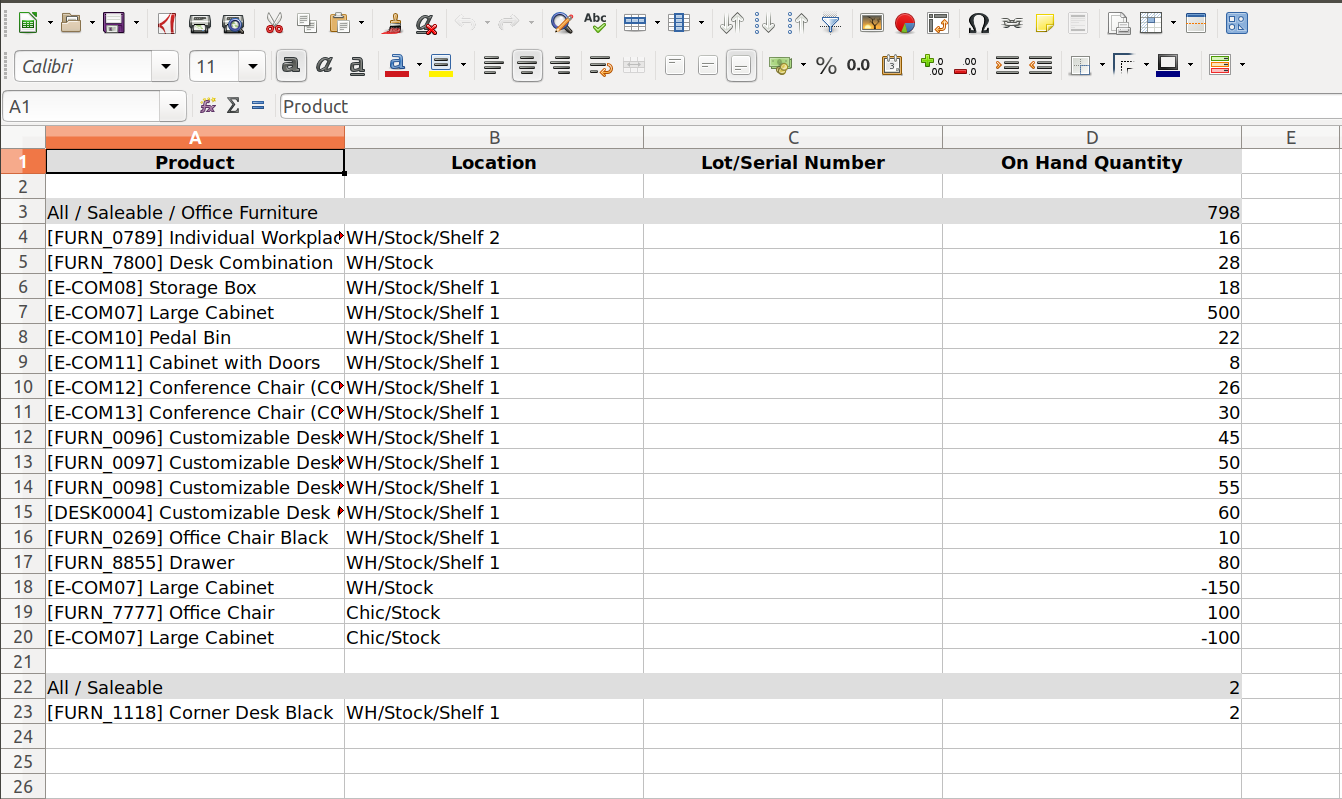 Abc
Calibri 11 a a a a % 0.0 3 .00 .00
A1 fx Σ = Product
A B C D E
1 Product Location Lot/Serial Number On Hand Quantity
2
3 All / Saleable / Office Furniture 798
4 [FURN_0789] Individual Workplac WH/Stock/Shelf 2 16
5 [FURN_7800] Desk Combination WH/Stock 28
6 [E-COM08] Storage Box WH/Stock/Shelf 1 18
7 [E-COM07] Large Cabinet WH/Stock/Shelf 1 500
8 [E-COM10] Pedal Bin WH/Stock/Shelf 1 22
9 [E-COM11] Cabinet with Doors WH/Stock/Shelf 1 8
10 [E-COM12] Conference Chair (CO WH/Stock/Shelf 1 26
11 [E-COM13] Conference Chair (CO WH/Stock/Shelf 1 30
12 [FURN_0096] Customizable Desk WH/Stock/Shelf 1 45
13 [FURN_0097] Customizable Desk WH/Stock/Shelf 1 50
14 [FURN_0098] Customizable Desk WH/Stock/Shelf 1 55
15 [DESK0004] Customizable Desk ( WH/Stock/Shelf 1 60
16 [FURN_0269] Office Chair Black WH/Stock/Shelf 1 10
17 [FURN_8855] Drawer WH/Stock/Shelf 1 80
18 [E-COM07] Large Cabinet WH/Stock -150
19 [FURN_7777] Office Chair Chic/Stock 100
20 [E-COM07] Large Cabinet Chic/Stock -100
21
22 All / Saleable 2
23 [FURN_1118] Corner Desk Black WH/Stock/Shelf 1 2
24
25
26